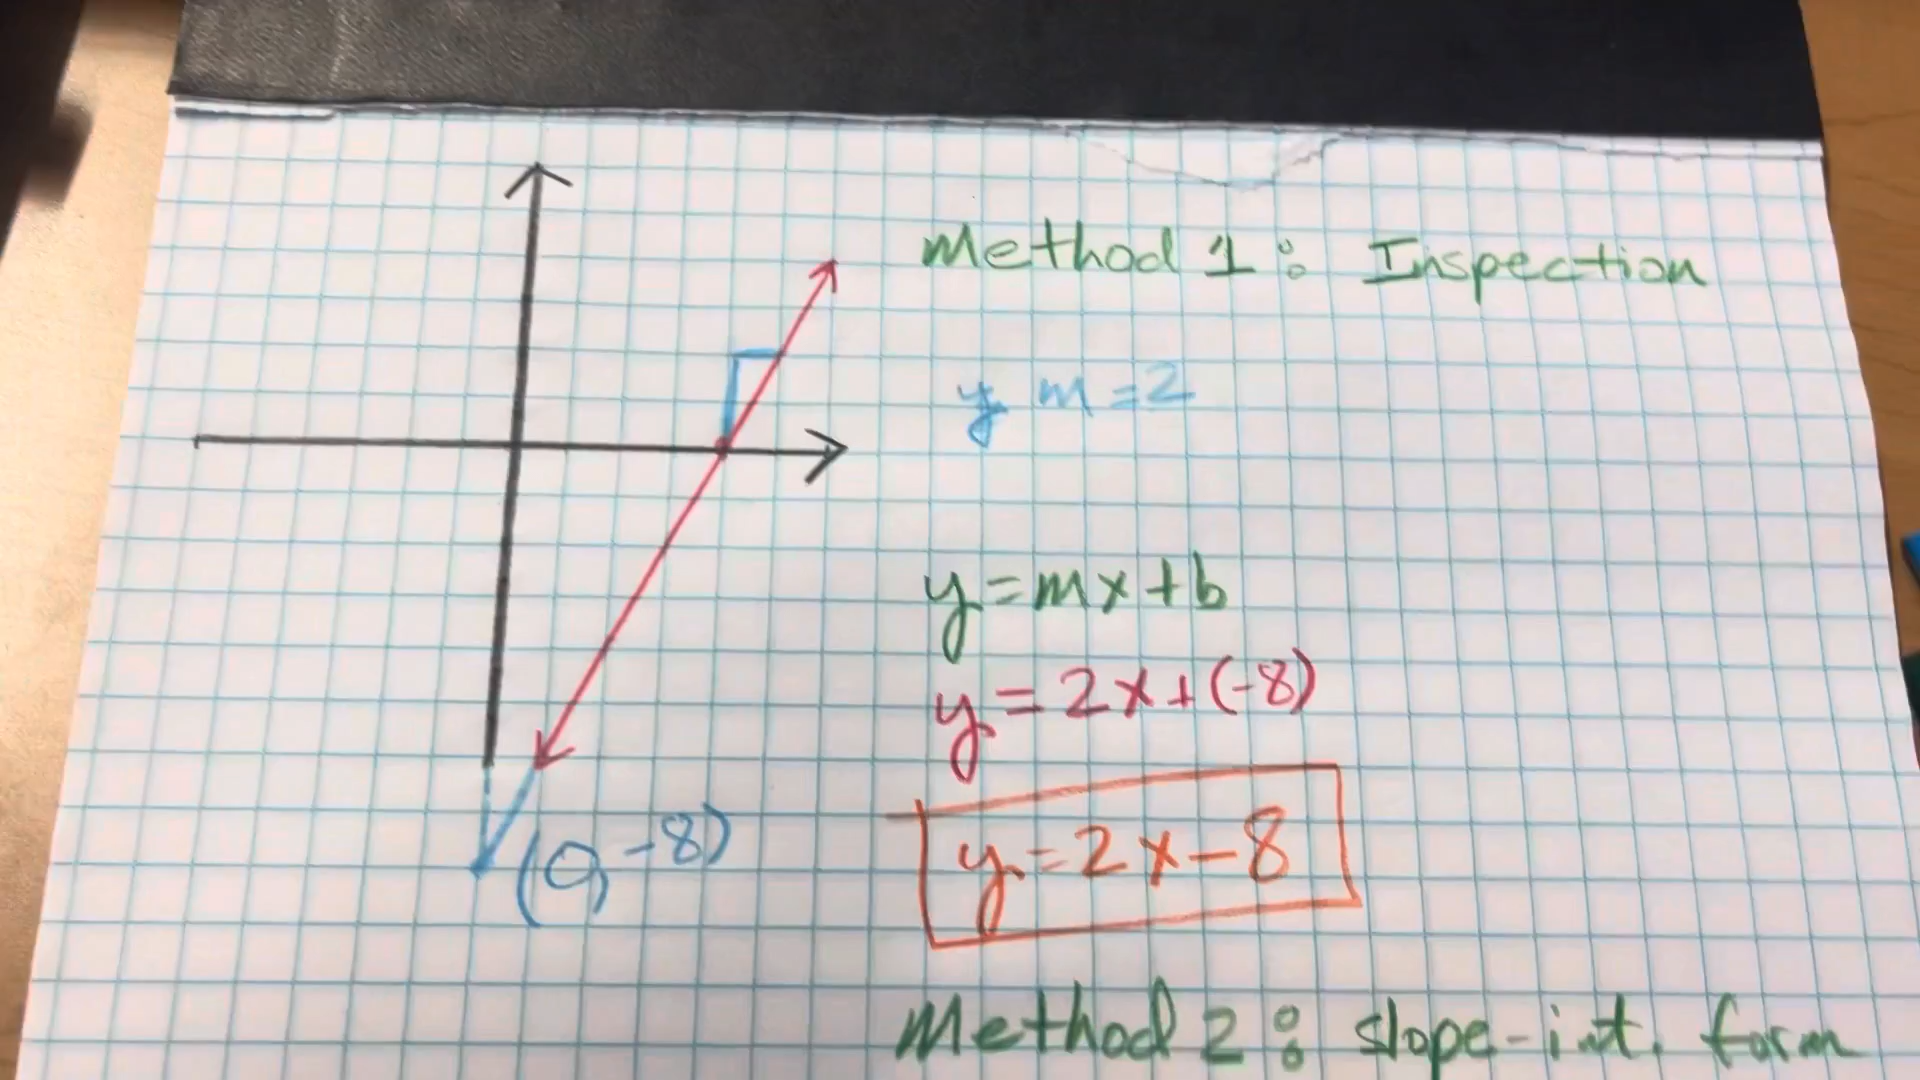 Method 1: Inspection
y m = 2
y = mx + b
y = 2x + (-8)
y = 2x - 8
(0, -8)
Method 2: slope-int. form